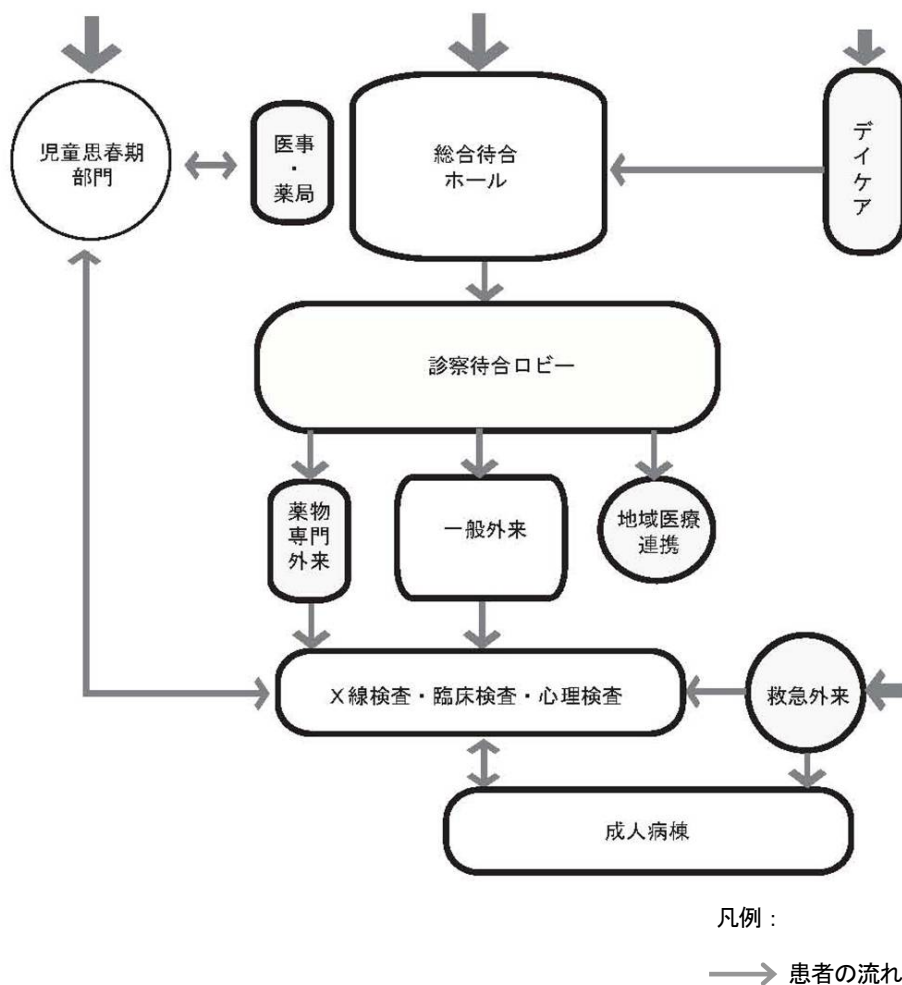 児童思春期
部門
医事
・
薬局
総合待合
ホール
デイケア
診察待合ロビー
薬物
専門
外来
一般外来
地域医療
連携
X線検査・臨床検査・心理検査
救急外来
成人病棟
凡例：
患者の流れ